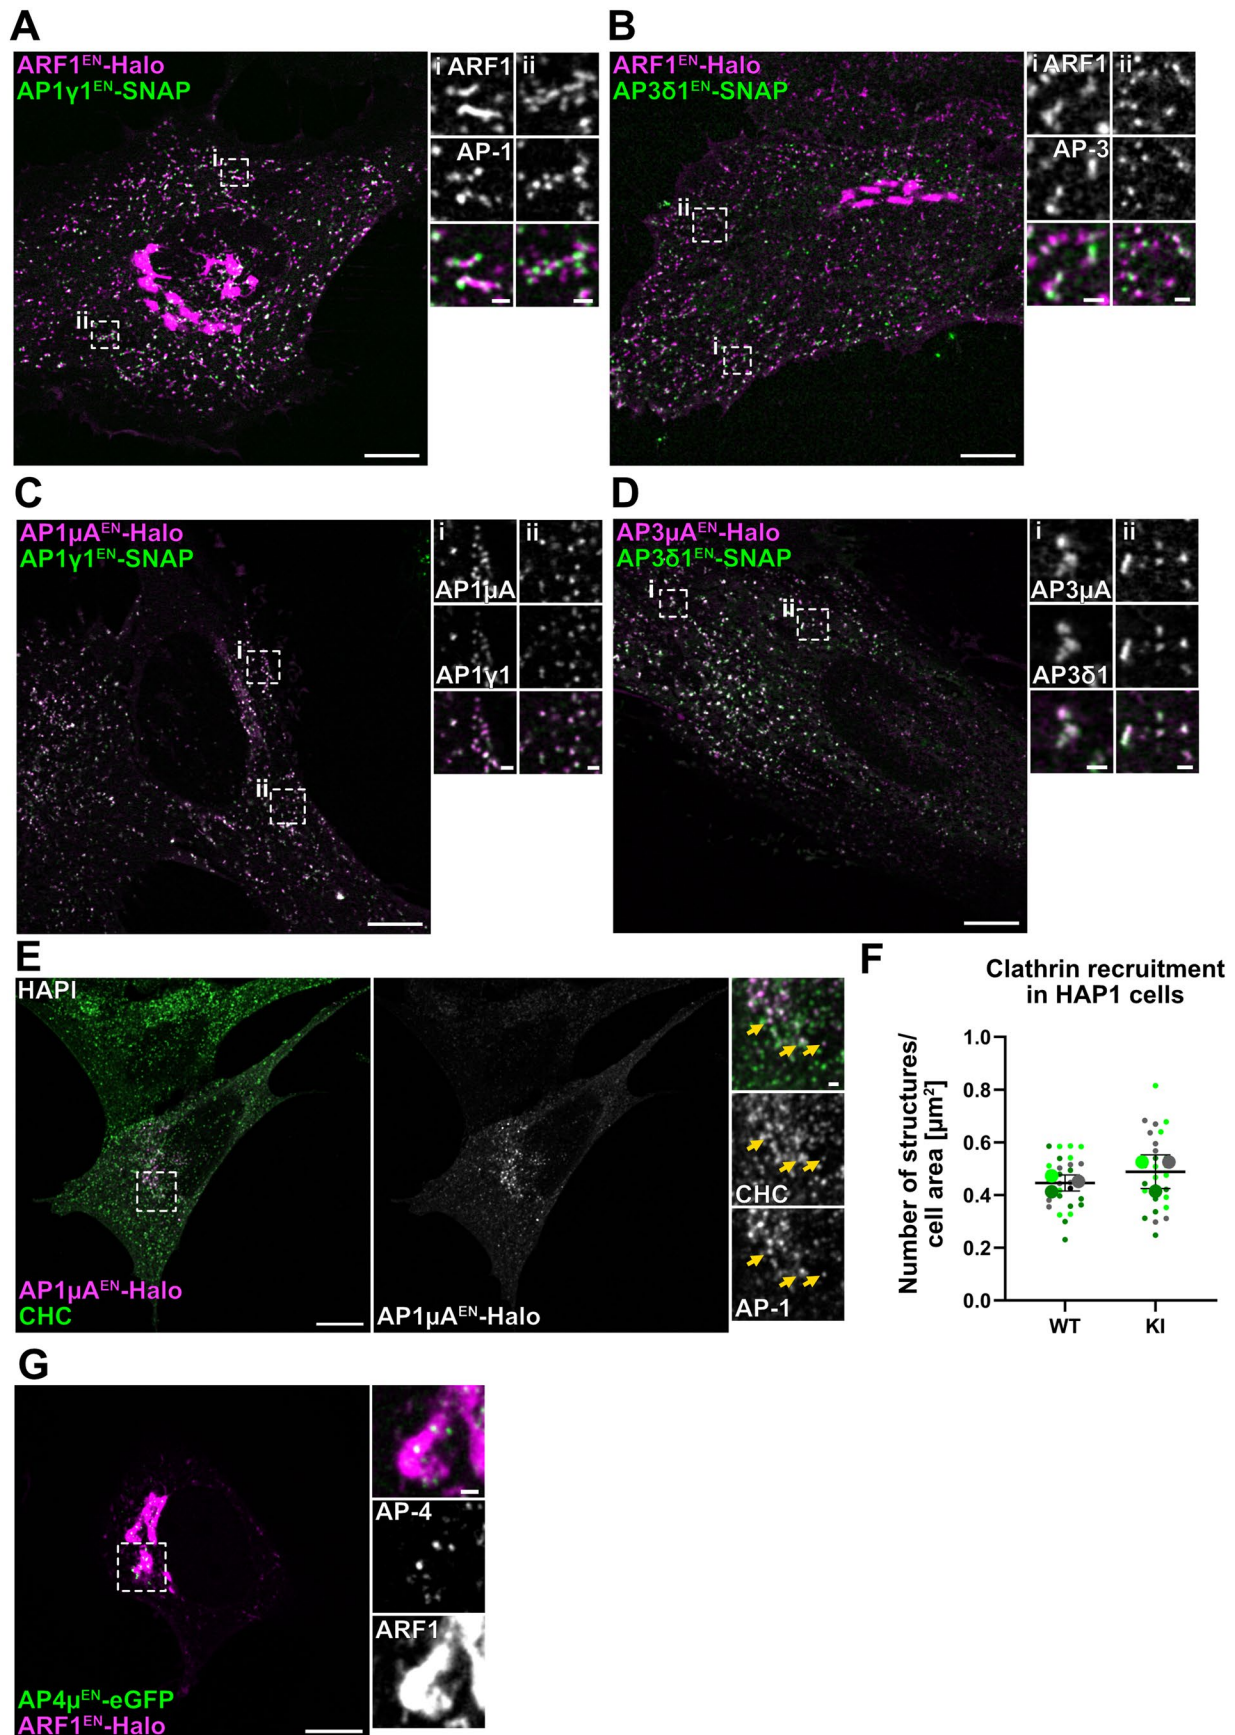 A
ARF1EN-Halo
AP1γ1EN-SNAP
i
ii
i ARF1
ii
AP-1
B
ARF1EN-Halo
AP3δ1EN-SNAP
ii
i
i ARF1
ii
AP-3
C
AP1µAEN-Halo
AP1γ1EN-SNAP
i
ii
i
ii
AP1µA
AP1γ1
D
AP3µAEN-Halo
AP3δ1EN-SNAP
i
ii
i
ii
AP3µA
AP3δ1
E
HAPI
AP1µAEN-Halo
CHC
AP1µAEN-Halo
CHC
AP-1
F
Clathrin recruitment
in HAP1 cells
Number of structures/
cell area [µm²]
1.0
0.8
0.6
0.4
0.2
0.0
WT
KI
G
AP4µEN-eGFP
ARF1EN-Halo
AP-4
ARF1